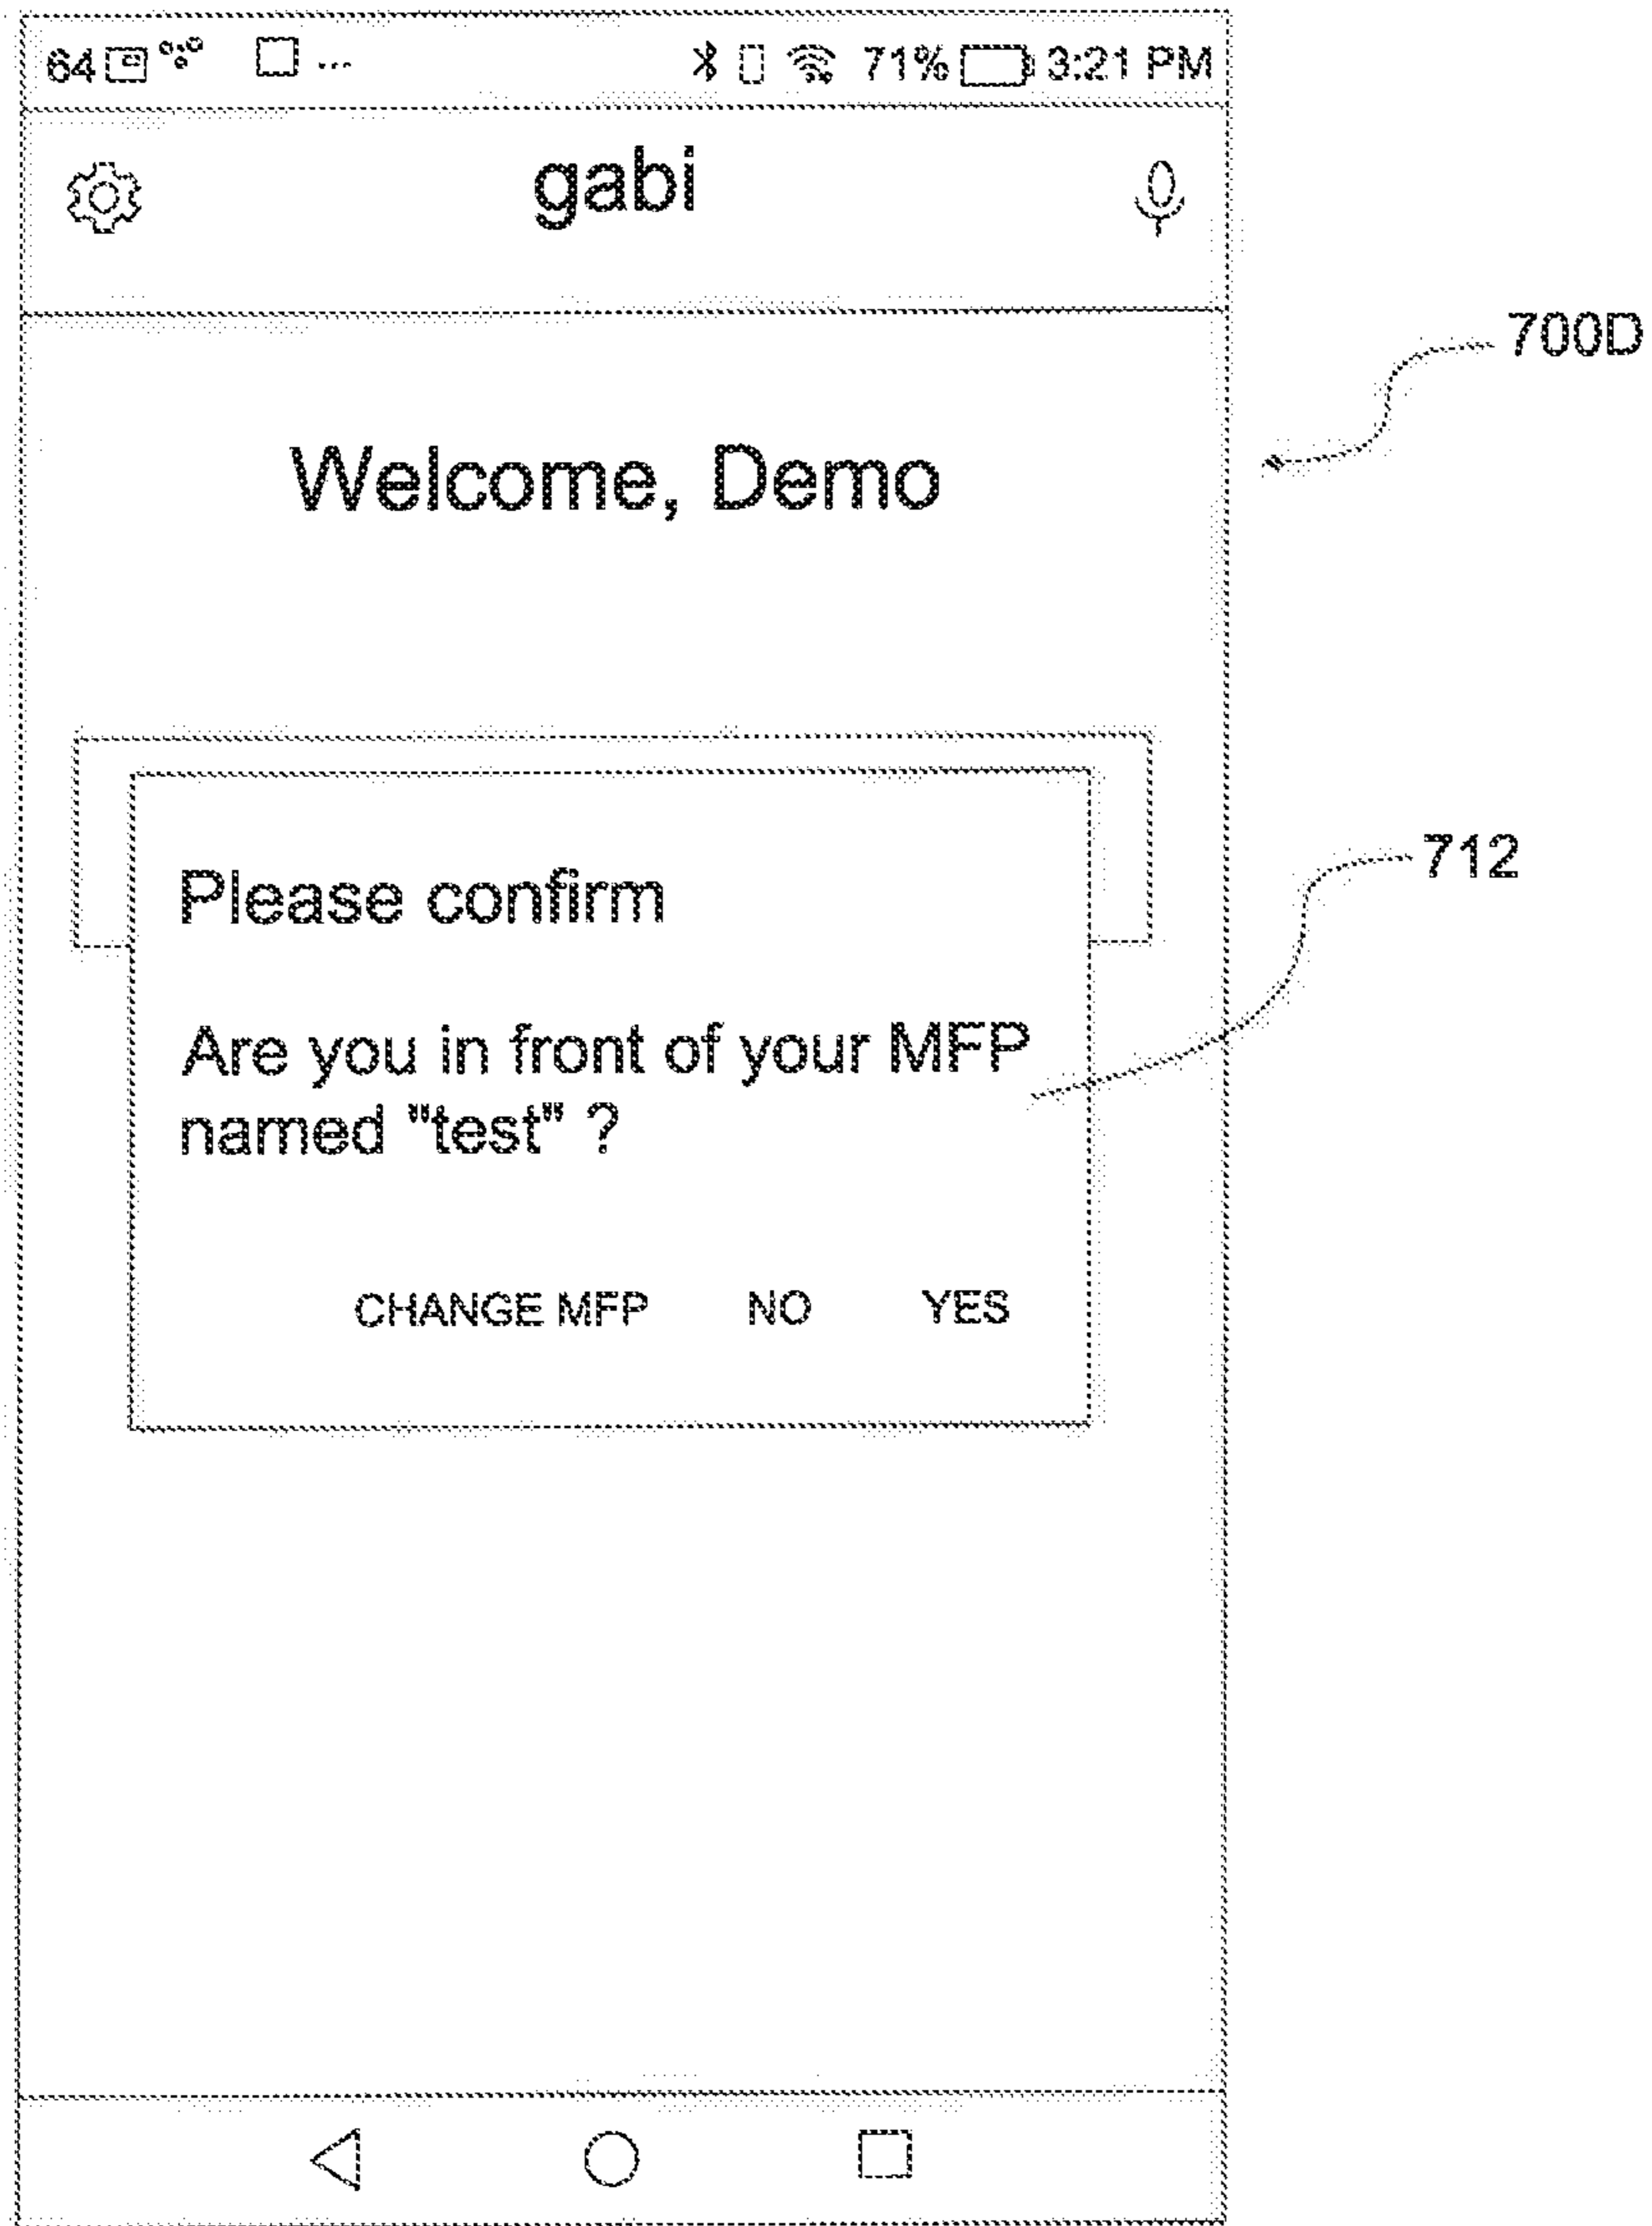 64 ... 71% 3:21 PM
gabi
700D
Welcome, Demo
712
Please confirm
Are you in front of your MFP
named "test" ?
CHANGE MFP NO YES